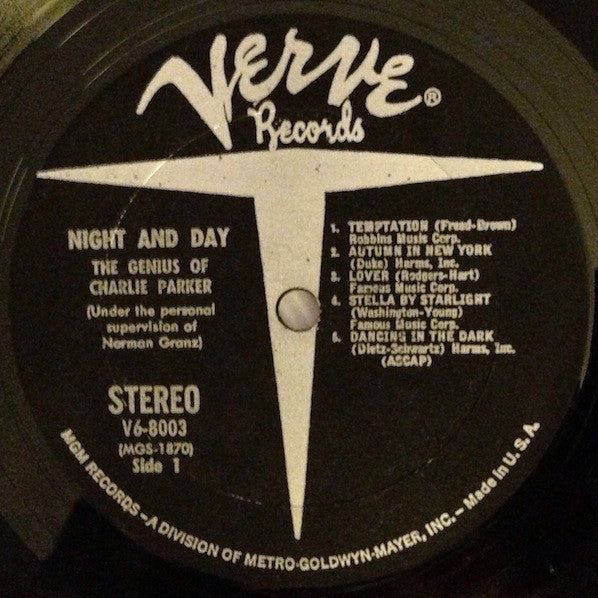 VERVE®
Records
NIGHT AND DAY
THE GENIUS OF
CHARLIE PARKER
(Under the personal
supervision of
Norman Granz)
STEREO
V6-8003
(MGS-1870)
Side 1
1. TEMPTATION (Freed-Brown)
Robbins Music Corp.
2. AUTUMN IN NEW YORK
(Duke) Harms, Inc.
3. LOVER (Rodgers-Hart)
Famous Music Corp.
4. STELLA BY STARLIGHT
(Washington-Young)
Famous Music Corp.
5. DANCING IN THE DARK
(Dietz-Schwartz) Harms, Inc.
(ASCAP)
MGM RECORDS—A DIVISION OF METRO-GOLDWYN-MAYER, INC. — Made in U.S.A.